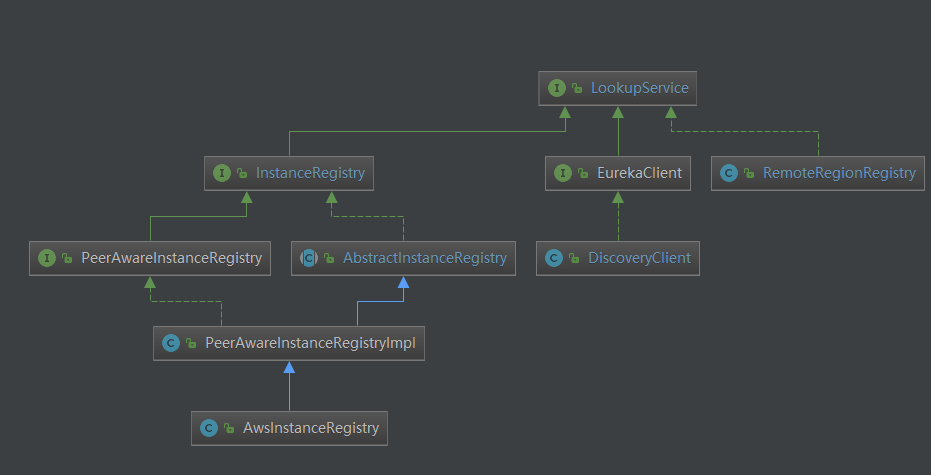 I LookupService
I InstanceRegistry
I EurekaClient
C RemoteRegionRegistry
I PeerAwareInstanceRegistry
C AbstractInstanceRegistry
C DiscoveryClient
C PeerAwareInstanceRegistryImpl
C AwsInstanceRegistry